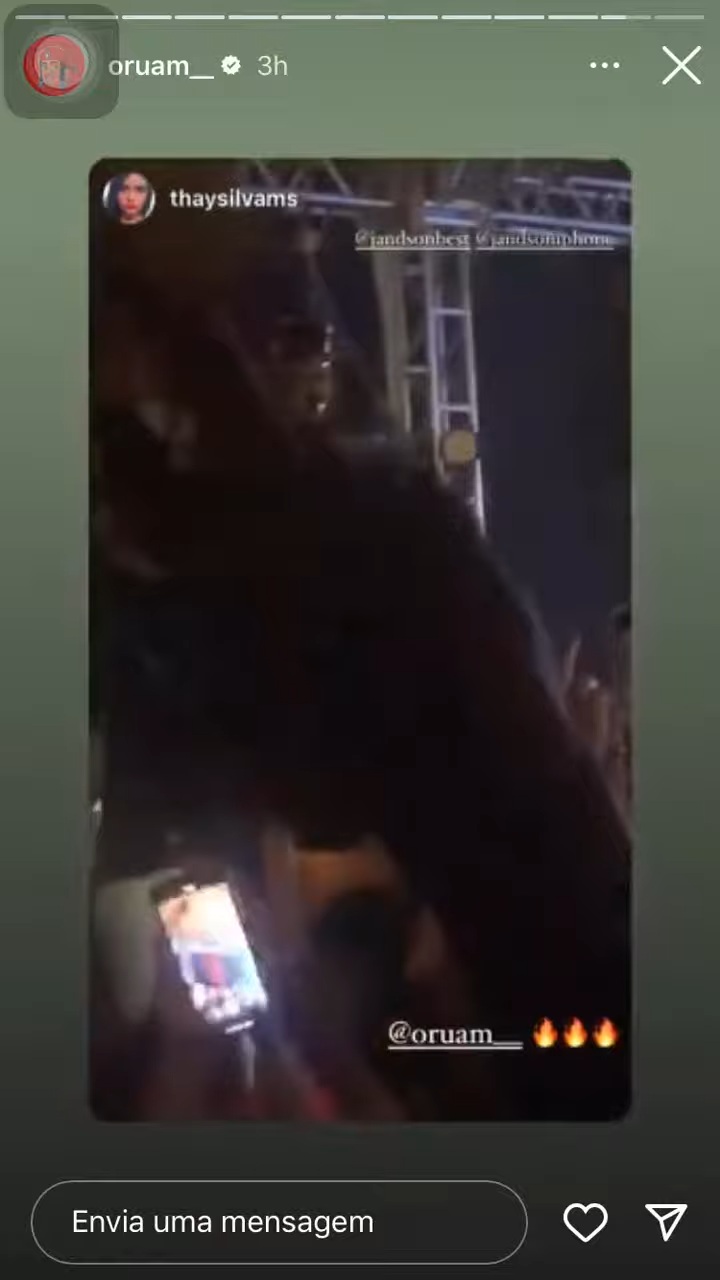 oruam__ 3h
thaysilvams
@jandsonbest @jandsoniphone
@oruam__ 🔥🔥🔥
Envia uma mensagem